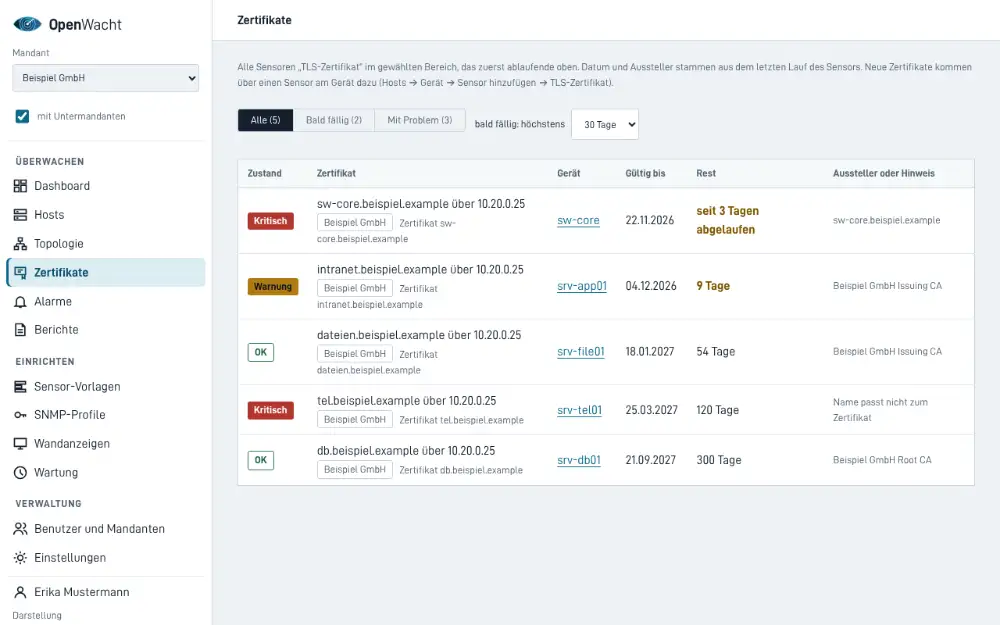 OpenWacht
Mandant
Beispiel GmbH
mit Untermandanten
ÜBERWACHEN
Dashboard
Hosts
Topologie
Zertifikate
Alarme
Berichte
EINRICHTEN
Sensor-Vorlagen
SNMP-Profile
Wandanzeigen
Wartung
VERWALTUNG
Benutzer und Mandanten
Einstellungen
Erika Mustermann
Darstellung
Zertifikate
Alle Sensoren „TLS-Zertifikat" im gewählten Bereich, das zuerst ablaufende oben. Datum und Aussteller stammen aus dem letzten Lauf des Sensors. Neue Zertifikate kommen
über einen Sensor am Gerät dazu (Hosts → Gerät → Sensor hinzufügen → TLS-Zertifikat).
Alle (5) Bald fällig (2) Mit Problem (3) bald fällig: höchstens 30 Tage
Zustand Zertifikat Gerät Gültig bis Rest Aussteller oder Hinweis
Kritisch sw-core.beispiel.example über 10.20.0.25 sw-core 22.11.2026 seit 3 Tagen sw-core.beispiel.example
Beispiel GmbH Zertifikat sw- abgelaufen
core.beispiel.example
Warnung intranet.beispiel.example über 10.20.0.25 srv-app01 04.12.2026 9 Tage Beispiel GmbH Issuing CA
Beispiel GmbH Zertifikat
intranet.beispiel.example
OK dateien.beispiel.example über 10.20.0.25 srv-file01 18.01.2027 54 Tage Beispiel GmbH Issuing CA
Beispiel GmbH Zertifikat
dateien.beispiel.example
Kritisch tel.beispiel.example über 10.20.0.25 srv-tel01 25.03.2027 120 Tage Name passt nicht zum
Beispiel GmbH Zertifikat tel.beispiel.example Zertifikat
OK db.beispiel.example über 10.20.0.25 srv-db01 21.09.2027 300 Tage Beispiel GmbH Root CA
Beispiel GmbH Zertifikat db.beispiel.example